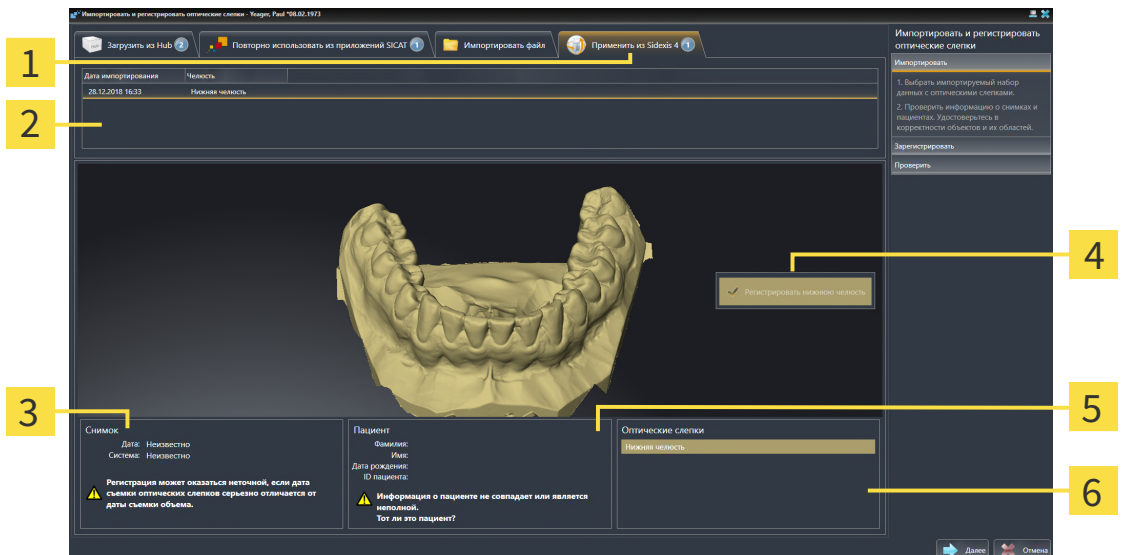 Импортировать и регистрировать оптические слепки - Yeager, Paul *08.02.1973
Загрузить из Hub 2
Повторно использовать из приложений SICAT 1
Импортировать файл
Применить из Sidexis 4 1
Импортировать и регистрировать
оптические слепки
Импортировать
1. Выбрать импортируемый набор
данных с оптическими слепками.
2. Проверить информацию о снимках и
пациентах. Удостоверьтесь в
корректности объектов и их областей.
Зарегистрировать
Проверить
1
Дата импортирования Челюсть
28.12.2018 16:33 Нижняя челюсть
2
4
Регистрировать нижнюю челюсть
3
Снимок
Дата: Неизвестно
Система: Неизвестно
Регистрация может оказаться неточной, если дата
съемки оптических слепков серьезно отличается от
даты съемки объема.
5
Пациент
Фамилия:
Имя:
Дата рождения:
ID пациента:
Информация о пациенте не совпадает или является
неполной.
Тот ли это пациент?
Оптические слепки
Нижняя челюсть
6
Далее
Отмена